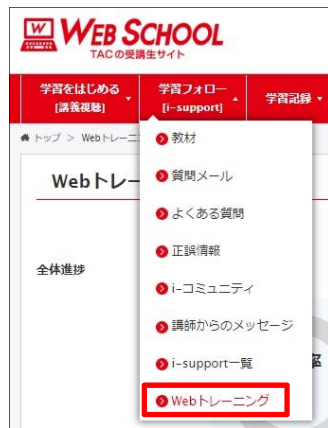 WEB SCHOOL
TACの受講生サイト
学習をはじめる
[講義視聴]
学習フォロー
[i-support]
学習記録
トップ > Webトレーニ
Webトレー
全体進捗
教材
質問メール
よくある質問
正誤情報
i-コミュニティ
講師からのメッセージ
i-support一覧
Webトレーニング